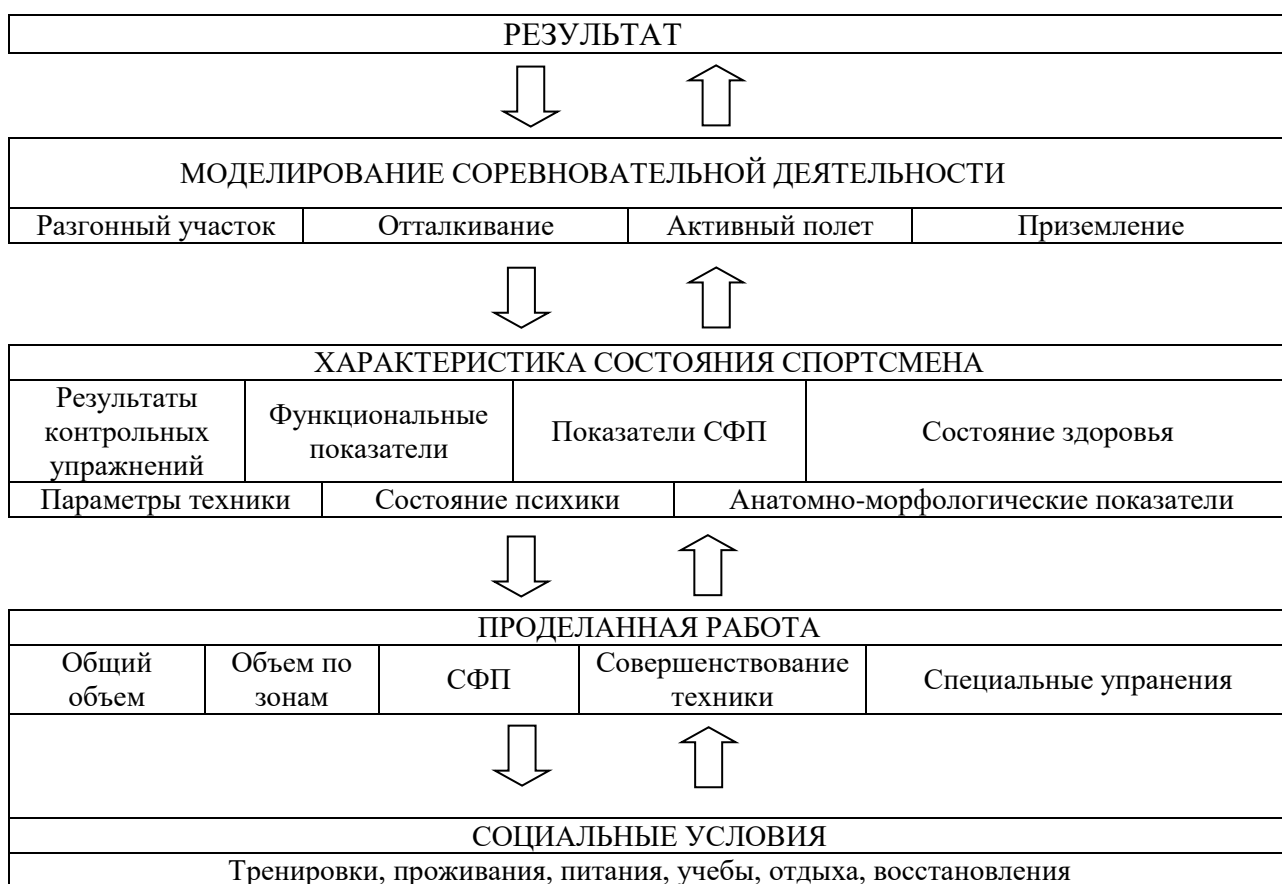 РЕЗУЛЬТАТ
МОДЕЛИРОВАНИЕ СОРЕВНОВАТЕЛЬНОЙ ДЕЯТЕЛЬНОСТИ
Разгонный участок
Отталкивание
Активный полет
Приземление
ХАРАКТЕРИСТИКА СОСТОЯНИЯ СПОРТСМЕНА
Результаты
контрольных
упражнений
Функциональные
показатели
Показатели СФП
Состояние здоровья
Параметры техники
Состояние психики
Анатомно-морфологические показатели
ПРОДЕЛАННАЯ РАБОТА
Общий
объем
Объем по
зонам
СФП
Совершенствование
техники
Специальные упранения
СОЦИАЛЬНЫЕ УСЛОВИЯ
Тренировки, проживания, питания, учебы, отдыха, восстановления